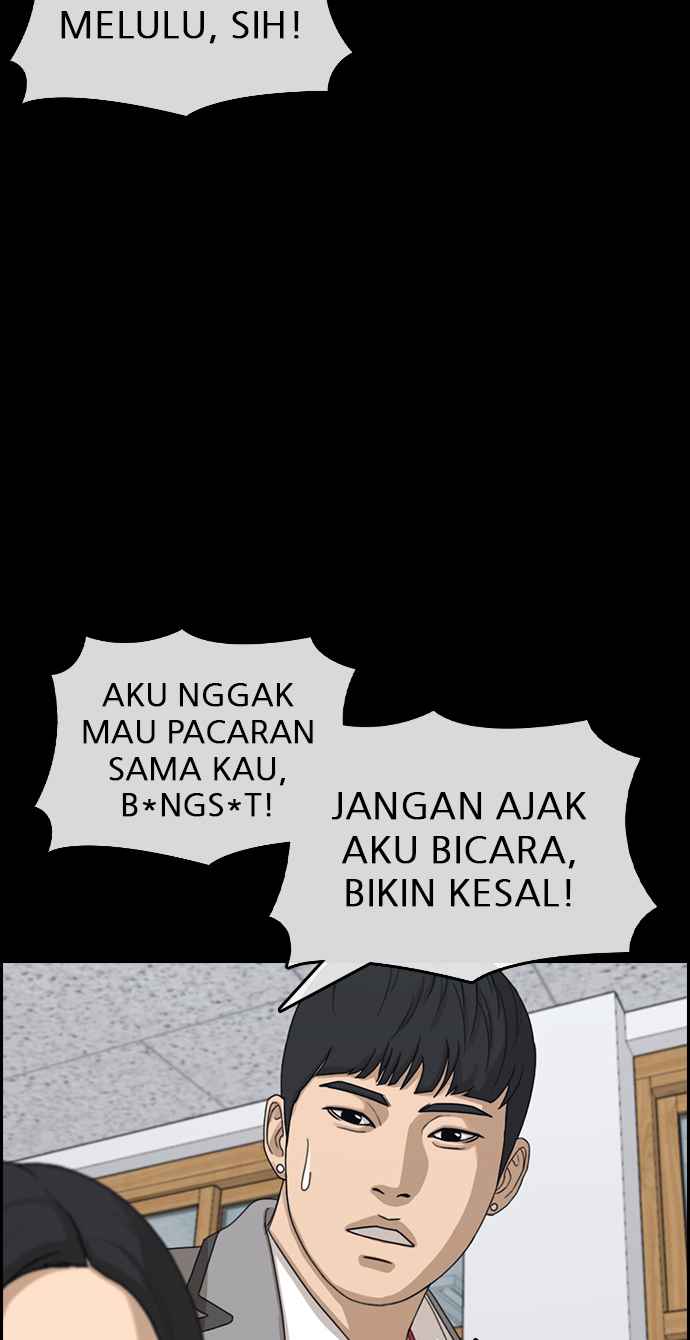 MELULU, SIH!
AKU NGGAK
MAU PACARAN
SAMA KAU,
B*NGS*T!
JANGAN AJAK
AKU BICARA,
BIKIN KESAL!